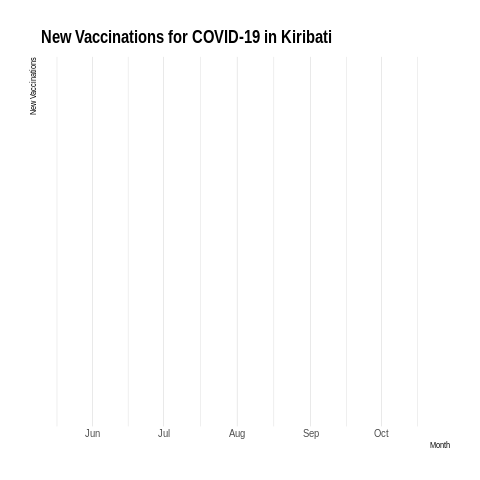 New Vaccinations for COVID-19 in Kiribati
New Vaccinations
Jun Jul Aug Sep Oct
Month